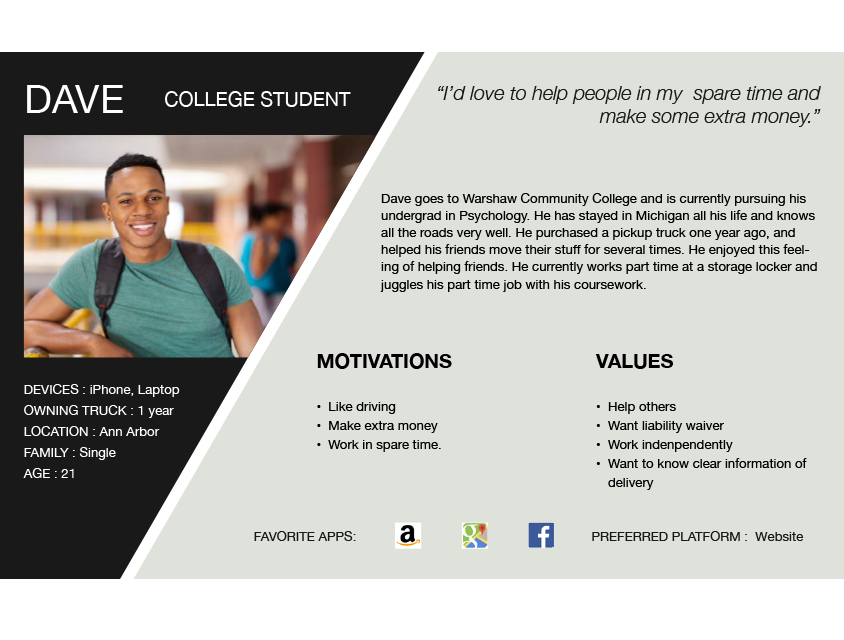 DAVE COLLEGE STUDENT
“I’d love to help people in my  spare time and
make some extra money.”
Dave goes to Warshaw Community College and is currently pursuing his
undergrad in Psychology. He has stayed in Michigan all his life and knows
all the roads very well. He purchased a pickup truck one year ago, and
helped his friends move their stuff for several times. He enjoyed this feel-
ing of helping friends. He currently works part time at a storage locker and
juggles his part time job with his coursework.
DEVICES : iPhone, Laptop
OWNING TRUCK : 1 year
LOCATION : Ann Arbor
FAMILY : Single
AGE : 21
MOTIVATIONS
• Like driving
• Make extra money
• Work in spare time.
VALUES
• Help others
• Want liability waiver
• Work indenpendently
• Want to know clear information of
delivery
FAVORITE APPS: a g f
PREFERRED PLATFORM :  Website